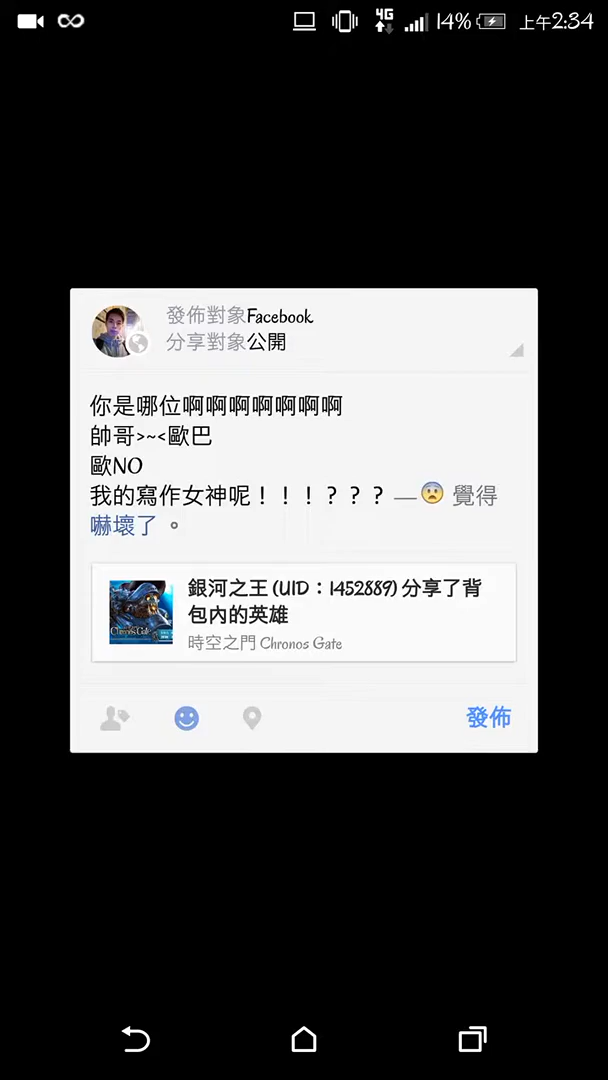 4G 14% 上午2:34
發佈對象Facebook
分享對象公開
你是哪位啊啊啊啊啊啊啊
帥哥>~<歐巴
歐NO
我的寫作女神呢！！！？？？ — 覺得
嚇壞了。
銀河之王 (UID：1452889) 分享了背
包內的英雄
時空之門 Chronos Gate
Chronos Gate
發佈